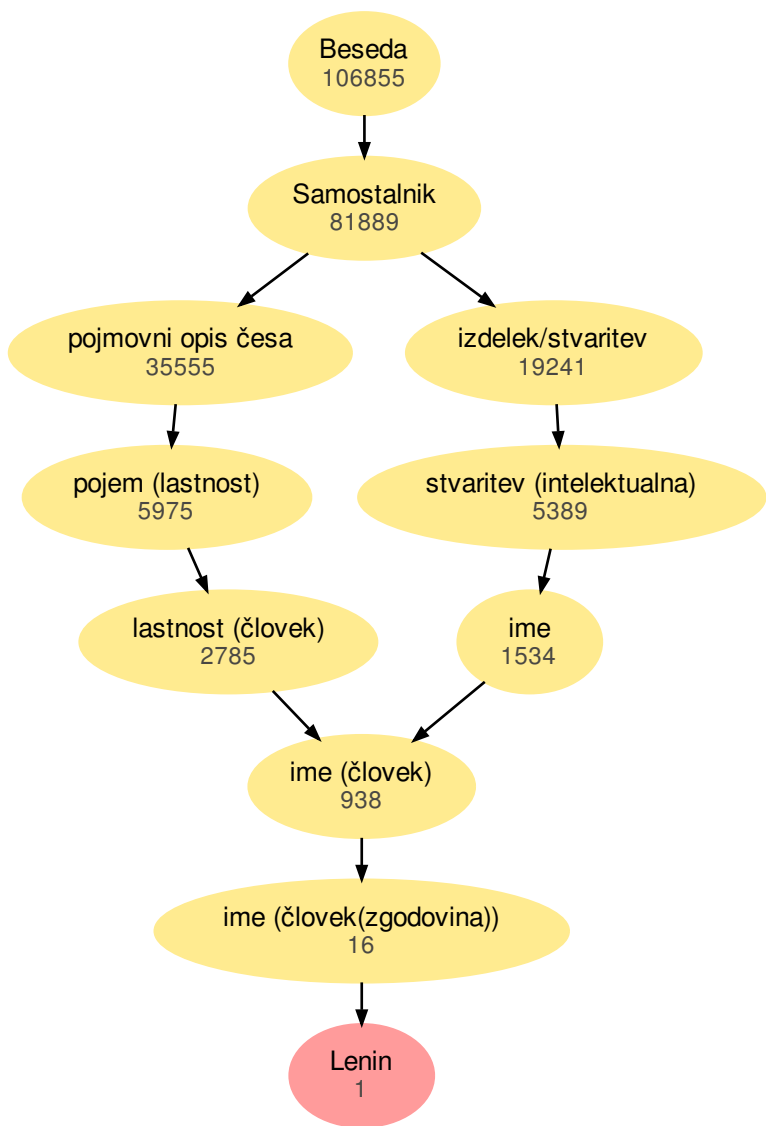 Beseda
106855
Samostalnik
81889
pojmovni opis česa
35555
izdelek/stvaritev
19241
pojem (lastnost)
5975
stvaritev (intelektualna)
5389
lastnost (človek)
2785
ime
1534
ime (človek)
938
ime (človek(zgodovina))
16
Lenin
1